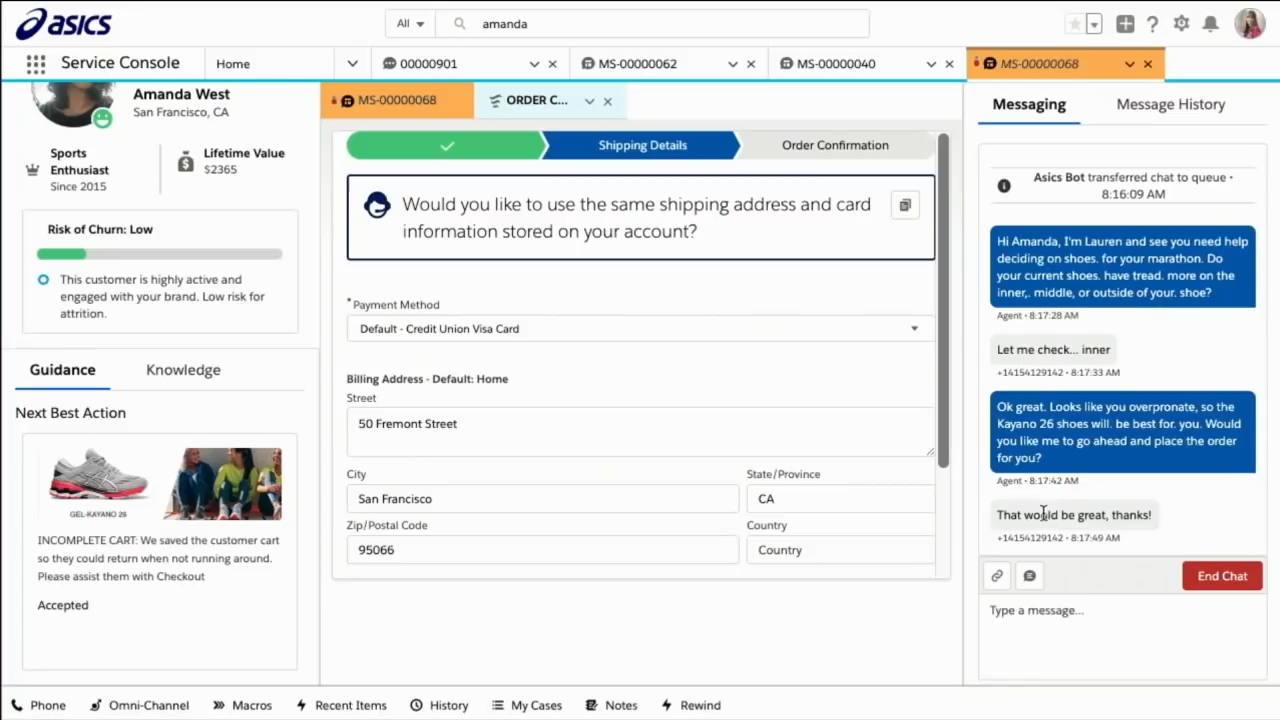 asics
All
amanda
Service Console
Home
00000901
MS-00000062
MS-00000040
MS-00000068
Amanda West
San Francisco, CA
Sports
Enthusiast
Since 2015
Lifetime Value
$2365
Risk of Churn: Low
This customer is highly active and
engaged with your brand. Low risk for
attrition.
Guidance
Knowledge
Next Best Action
GEL-KAYANO 26
INCOMPLETE CART: We saved the customer cart
so they could return when not running around.
Please assist them with Checkout
Accepted
MS-00000068
ORDER C...
Shipping Details
Order Confirmation
Would you like to use the same shipping address and card
information stored on your account?
*Payment Method
Default - Credit Union Visa Card
Billing Address - Default: Home
Street
50 Fremont Street
City
State/Province
San Francisco
CA
Zip/Postal Code
Country
95066
Country
Messaging
Message History
Asics Bot transferred chat to queue •
8:16:09 AM
Hi Amanda, I'm Lauren and see you need help
deciding on shoes. for your marathon. Do
your current shoes. have tread. more on the
inner,. middle, or outside of your. shoe?
Agent • 8:17:28 AM
Let me check... inner
+14154129142 • 8:17:33 AM
Ok great. Looks like you overpronate, so the
Kayano 26 shoes will. be best for. you. Would
you like me to go ahead and place the order
for you?
Agent • 8:17:42 AM
That would be great, thanks!
+14154129142 • 8:17:49 AM
End Chat
Type a message...
Phone
Omni-Channel
Macros
Recent Items
History
My Cases
Notes
Rewind